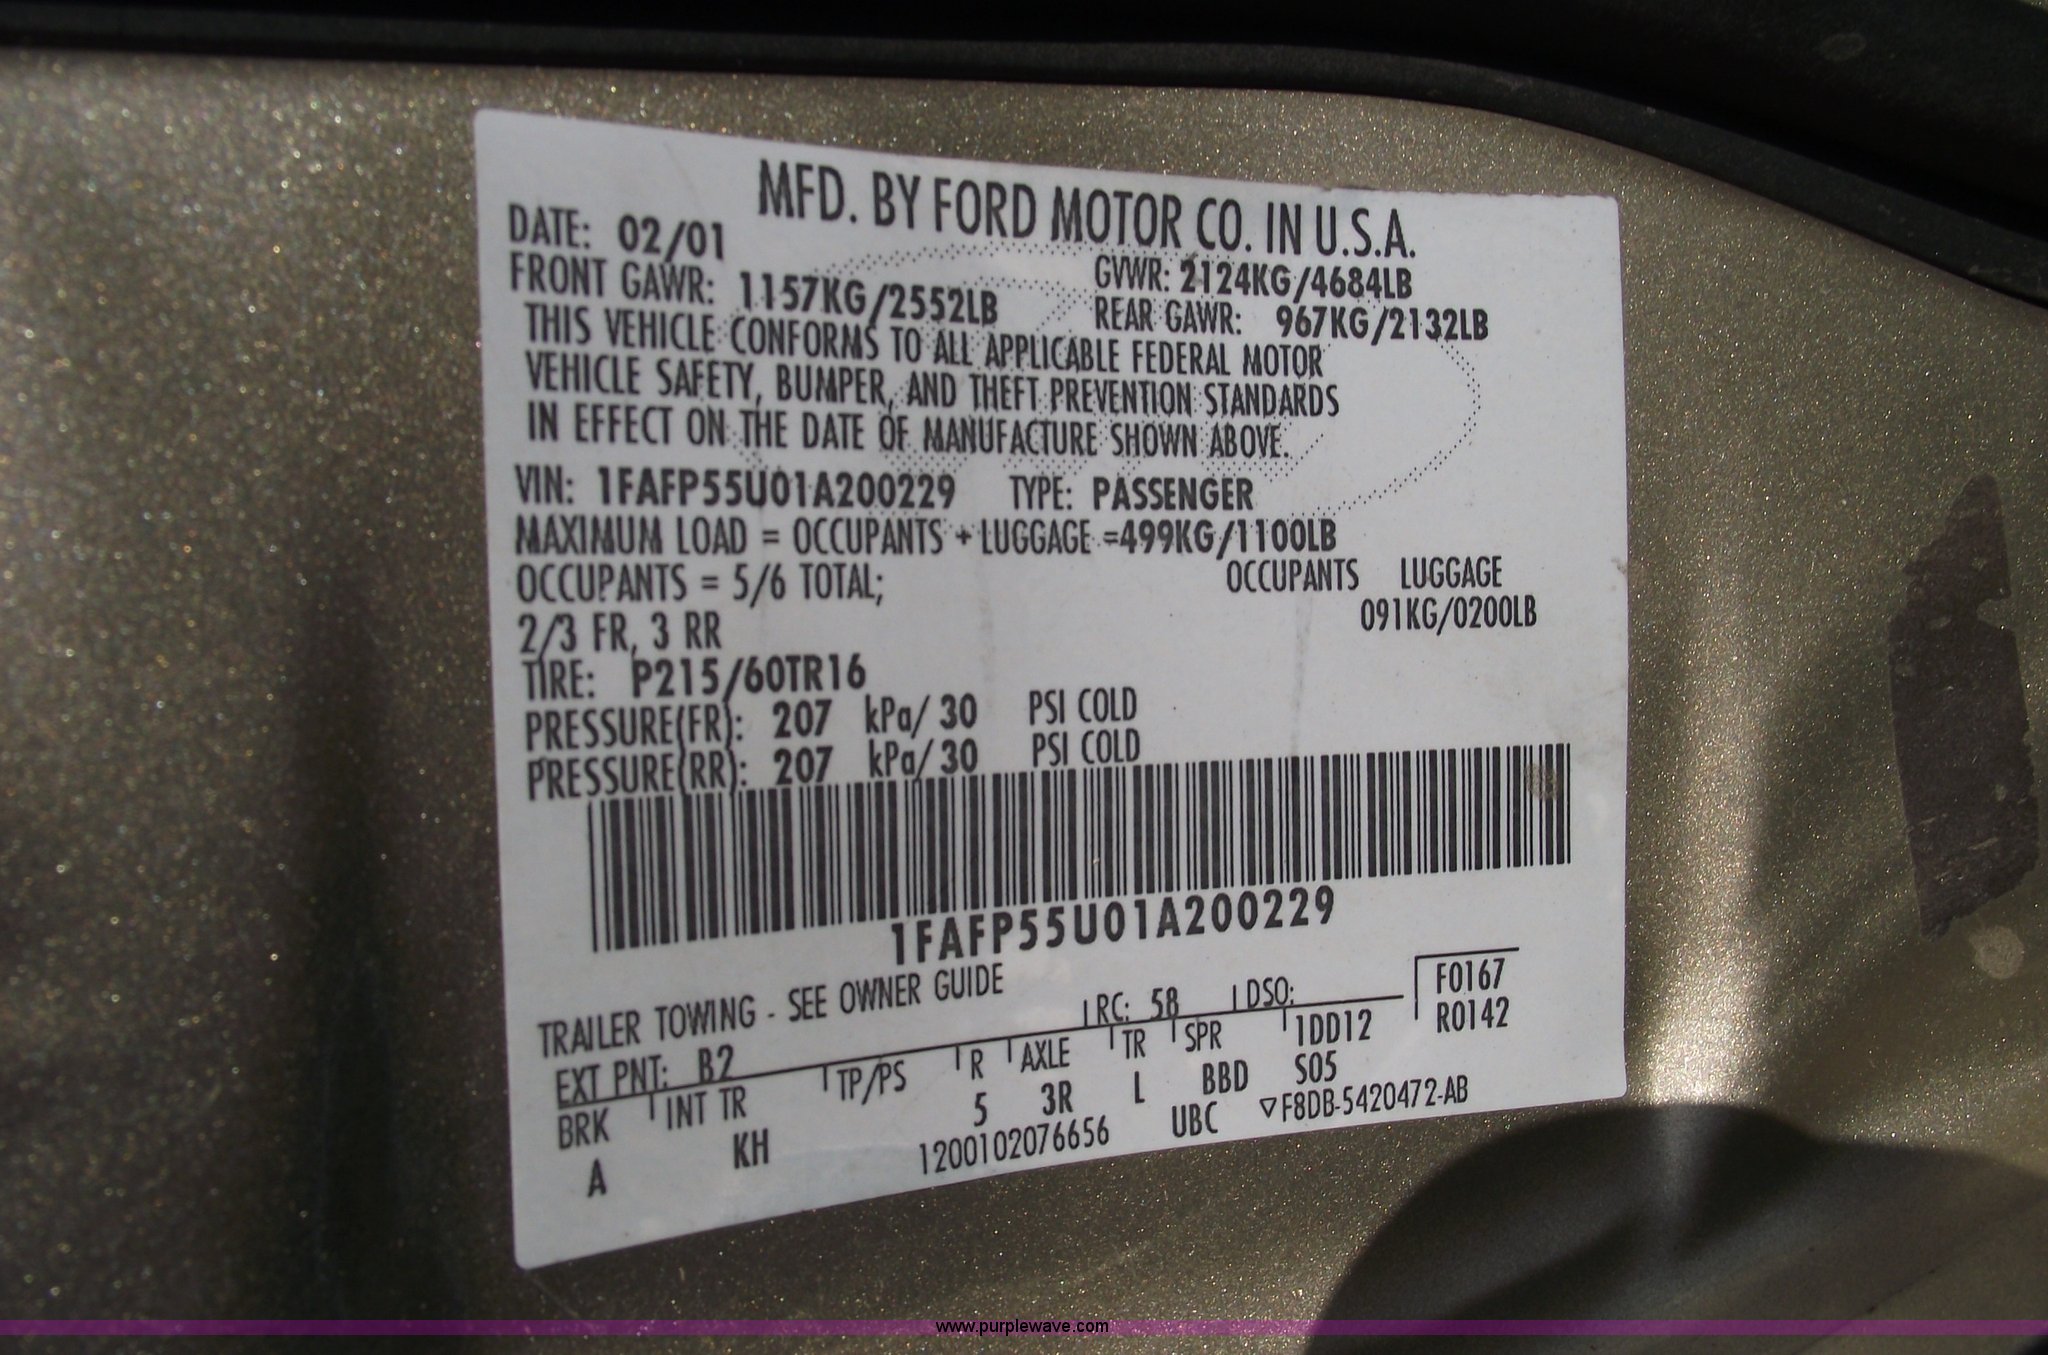 MFD. BY FORD MOTOR CO. IN U.S.A.
DATE: 02/01
GVWR: 2124KG/4684LB
FRONT GAWR: 1157KG/2552LB
REAR GAWR: 967KG/2132LB
THIS VEHICLE CONFORMS TO ALL APPLICABLE FEDERAL MOTOR
VEHICLE SAFETY, BUMPER, AND THEFT PREVENTION STANDARDS
IN EFFECT ON THE DATE OF MANUFACTURE SHOWN ABOVE.
VIN: 1FAFP55U01A200229 TYPE: PASSENGER
MAXIMUM LOAD = OCCUPANTS + LUGGAGE =499KG/1100LB
OCCUPANTS = 5/6 TOTAL; OCCUPANTS LUGGAGE
2/3 FR, 3 RR 091KG/0200LB
TIRE: P215/60TR16
PRESSURE(FR): 207 kPa/ 30 PSI COLD
PRESSURE(RR): 207 kPa/ 30 PSI COLD
1FAFP55U01A200229
TRAILER TOWING - SEE OWNER GUIDE
F0167
R0142
EXT PNT: B2 RC: 58 DSO:
BRK INT TR TP/PS R AXLE TR SPR 1DD12
A KH 5 3R L BBD S05
1200102076656 UBC ▽F8DB-5420472-AB
www.purplewave.com